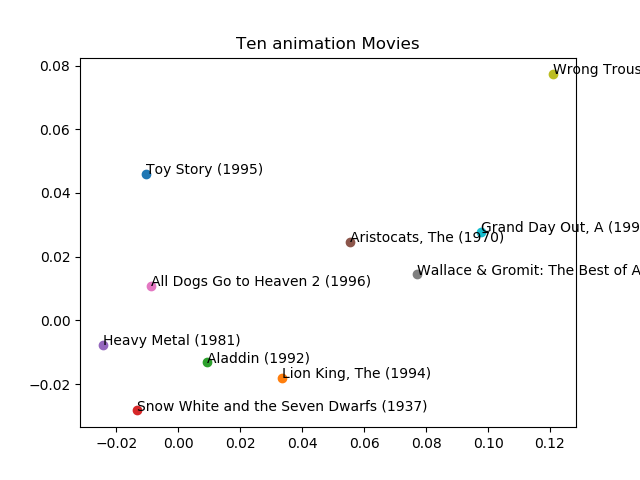 Ten animation Movies
0.08
Wrong
0.06
Toy Story (1995)
0.04
Grand Day Out, A
Aristocats, The (1970)
0.02
Wallace & Gromit: The Best of
All Dogs Go to Heaven 2 (1996)
0.00
Heavy Metal (1981)
Aladdin (1992)
Lion King, The (1994)
−0.02
Snow White and the Seven Dwarfs (1937)
−0.02 0.00 0.02 0.04 0.06 0.08 0.10 0.12